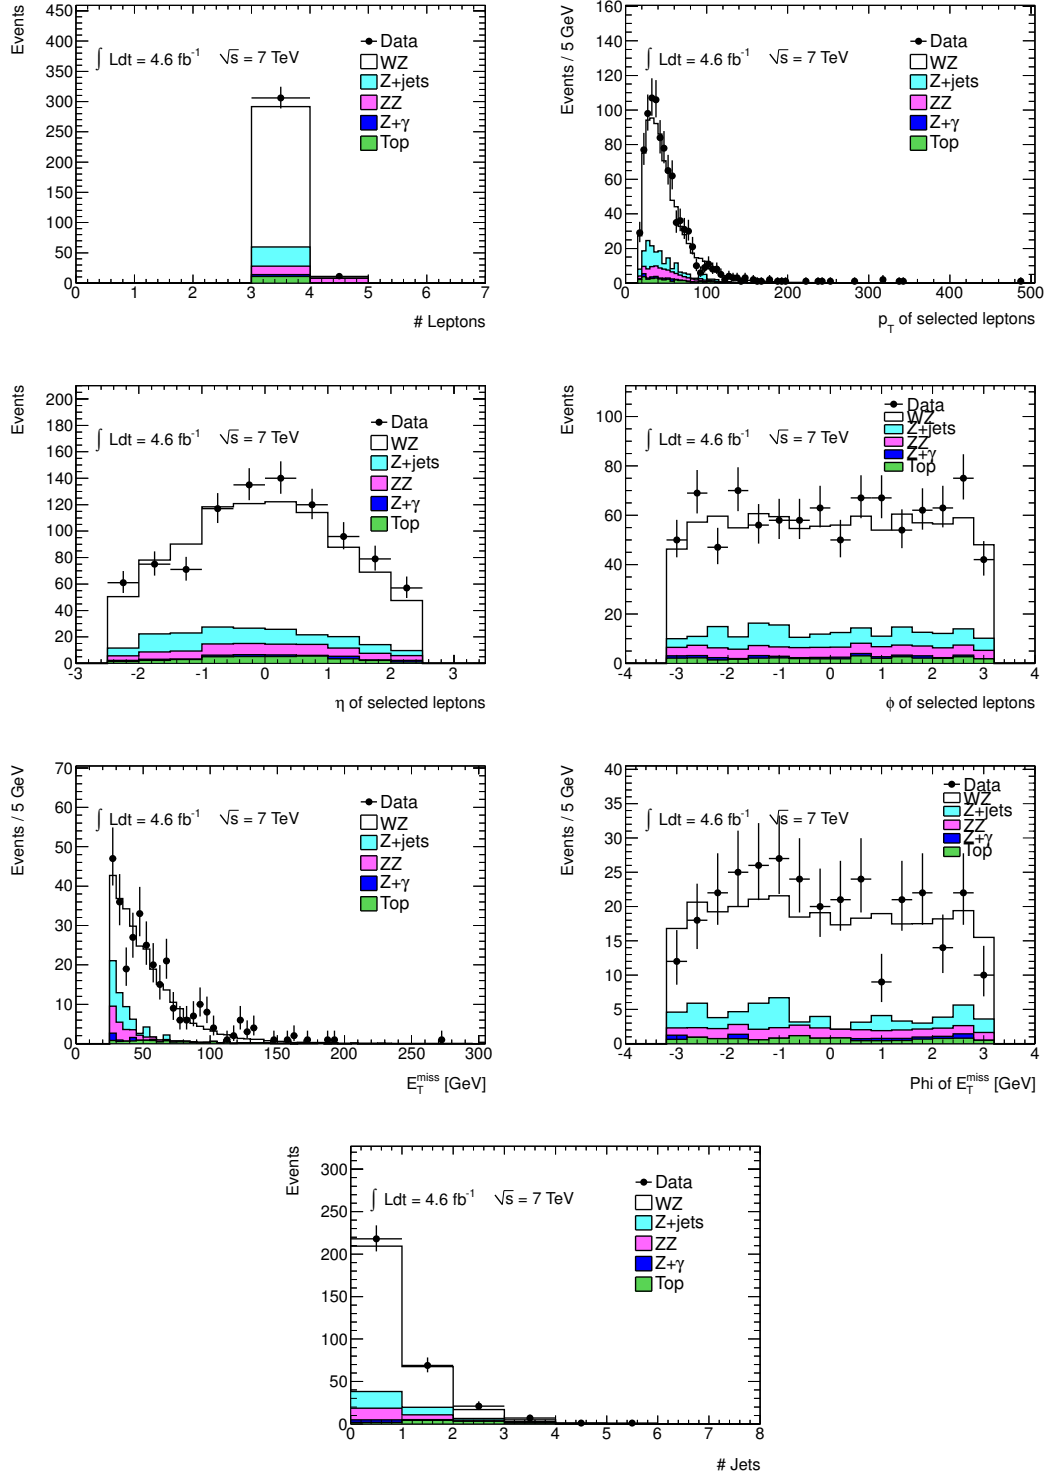 Events
450
400
350
300
250
200
150
100
50
0
∫ Ldt = 4.6 fb⁻¹ √s = 7 TeV
Data
WZ
Z+jets
ZZ
Z+γ
Top
0 1 2 3 4 5 6 7
# Leptons
Events / 5 GeV
160
140
120
100
80
60
40
20
0
∫ Ldt = 4.6 fb⁻¹ √s = 7 TeV
Data
WZ
Z+jets
ZZ
Z+γ
Top
0 100 200 300 400 500
p_T of selected leptons
Events
200
180
160
140
120
100
80
60
40
20
0
∫ Ldt = 4.6 fb⁻¹ √s = 7 TeV
Data
WZ
Z+jets
ZZ
Z+γ
Top
-3 -2 -1 0 1 2 3
η of selected leptons
Events
100
80
60
40
20
0
∫ Ldt = 4.6 fb⁻¹ √s = 7 TeV
Data
WZ
Z+jets
ZZ
Z+γ
Top
-4 -3 -2 -1 0 1 2 3 4
ϕ of selected leptons
Events / 5 GeV
70
60
50
40
30
20
10
0
∫ Ldt = 4.6 fb⁻¹ √s = 7 TeV
Data
WZ
Z+jets
ZZ
Z+γ
Top
0 50 100 150 200 250 300
E_T^miss [GeV]
Events / 5 GeV
40
35
30
25
20
15
10
5
0
∫ Ldt = 4.6 fb⁻¹ √s = 7 TeV
Data
WZ
Z+jets
ZZ
Z+γ
Top
-4 -3 -2 -1 0 1 2 3 4
Phi of E_T^miss [GeV]
Events
300
250
200
150
100
50
0
∫ Ldt = 4.6 fb⁻¹ √s = 7 TeV
Data
WZ
Z+jets
ZZ
Z+γ
Top
0 1 2 3 4 5 6 7 8
# Jets